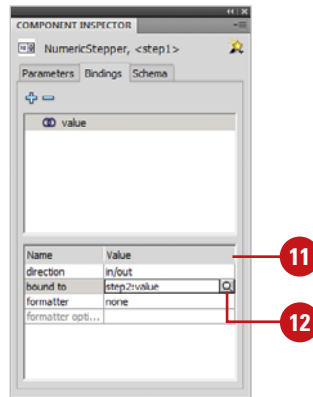 COMPONENT INSPECTOR
NumericStepper, <step1>
Parameters Bindings Schema
value
Name Value
direction in/out
bound to step2:value
formatter none
formatter opti...
11
12